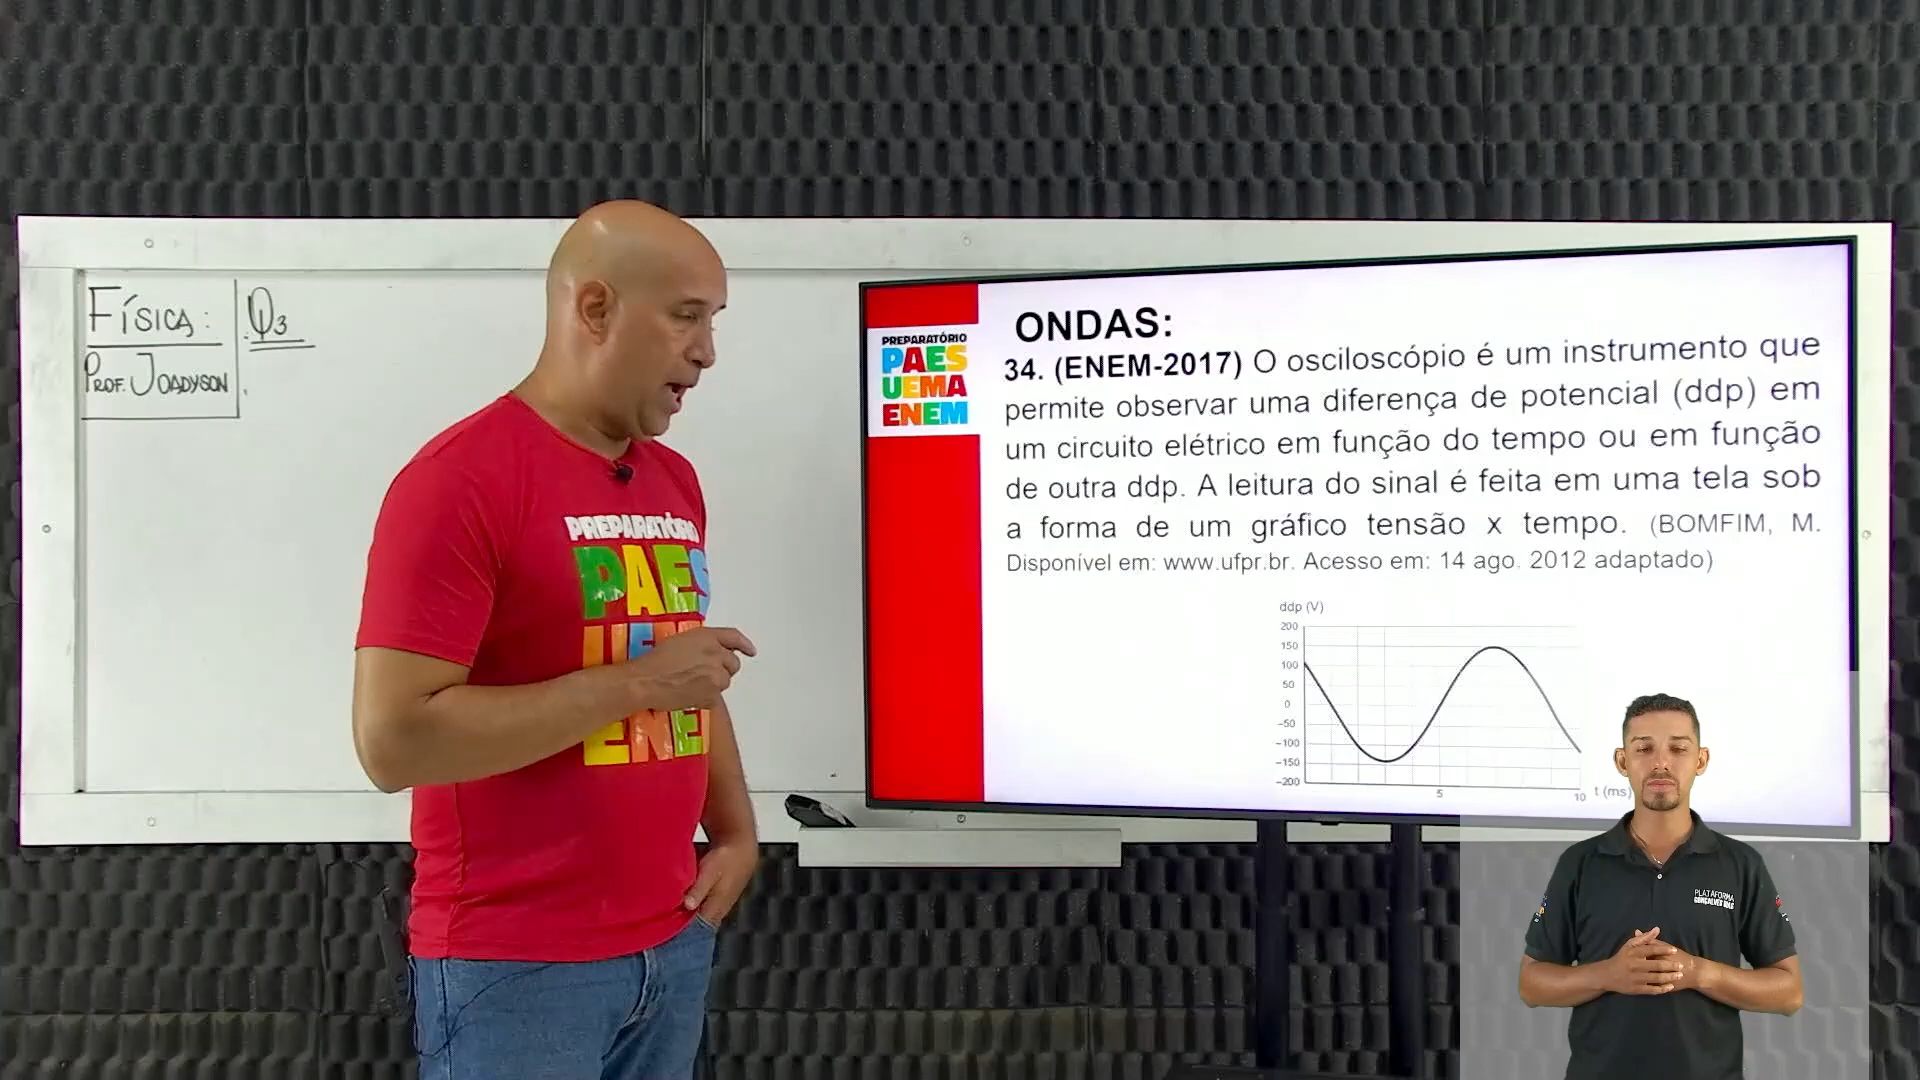 FÍSICA:
Q3
PROF. JOADYSON
PREPARATÓRIO
PAES
UEMA
ENEM
ONDAS:
34. (ENEM-2017) O osciloscópio é um instrumento que
permite observar uma diferença de potencial (ddp) em
um circuito elétrico em função do tempo ou em função
de outra ddp. A leitura do sinal é feita em uma tela sob
a forma de um gráfico tensão x tempo. (BOMFIM, M.
Disponível em: www.ufpr.br. Acesso em: 14 ago. 2012 adaptado)
ddp (V)
200
150
100
50
0
−50
−100
−150
−200
5
10 t (ms)
PREPARATÓRIO
PAES
ENE
PLATAFORMA
GONÇALVES DIAS